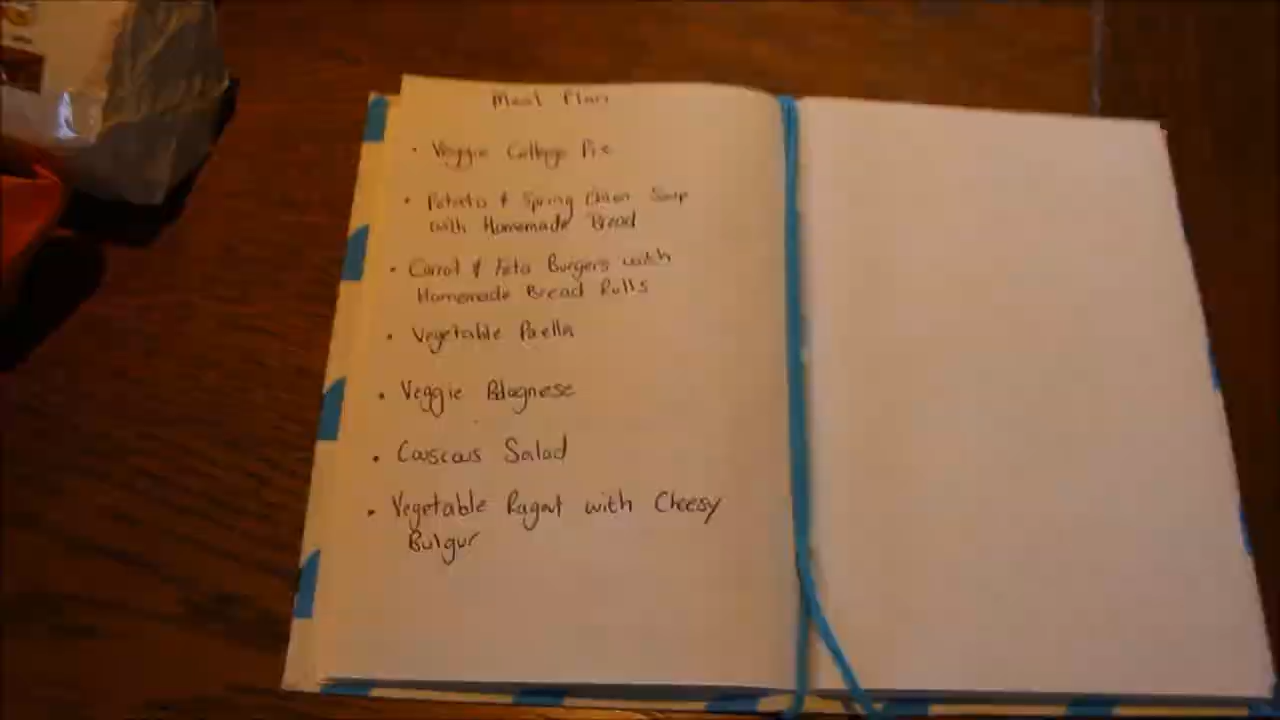 Meal Plan
• Veggie Cottage Pie
• Potato & Spring Onion Soup
with Homemade Bread
• Carrot & Feta Burgers with
Homemade Bread Rolls
• Vegetable Paella
• Veggie Bolognese
• Couscous Salad
• Vegetable Ragout with Cheesy
Bulgur